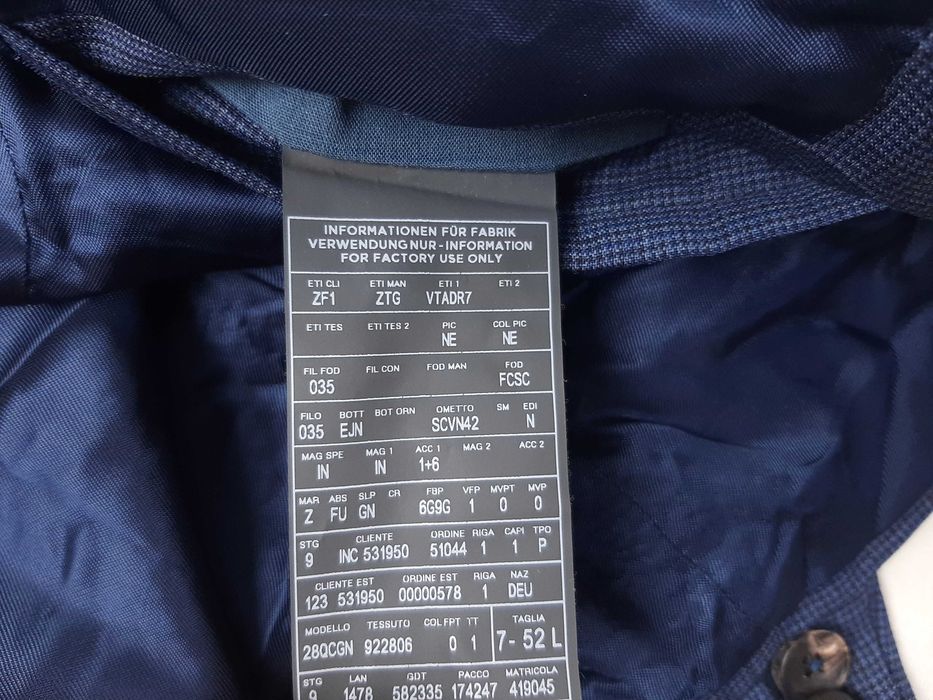 INFORMATIONEN FÜR FABRIK
VERWENDUNG NUR - INFORMATION
FOR FACTORY USE ONLY
ETI CLI ETI MAN ETI 1 ETI 2
ZF1 ZTG VTADR7
ETI TES ETI TES 2 PIC COL PIC
NE NE
FIL FOD FIL CON FOD MAN FOD
035 FCSC
FILO BOTT BOT ORN OMETTO SM EDI
035 EJN SCVN42 N
MAG SPE MAG 1 ACC 1 MAG 2 ACC 2
IN IN 1+6
MAR ABS SLP CR FBP VFP MVPT MVP
Z FU GN 6G9G 1 0 0
STG CLIENTE ORDINE RIGA CAPI TPO
9 INC 531950 51044 1 1 P
CLIENTE EST ORDINE EST RIGA NAZ
123 531950 00000578 1 DEU
MODELLO TESSUTO COL FPT TT TAGLIA
28QCGN 922806 0 1 7- 52 L
STG LAN GDT PACCO MATRICOLA
9 1478 582335 174247 419045